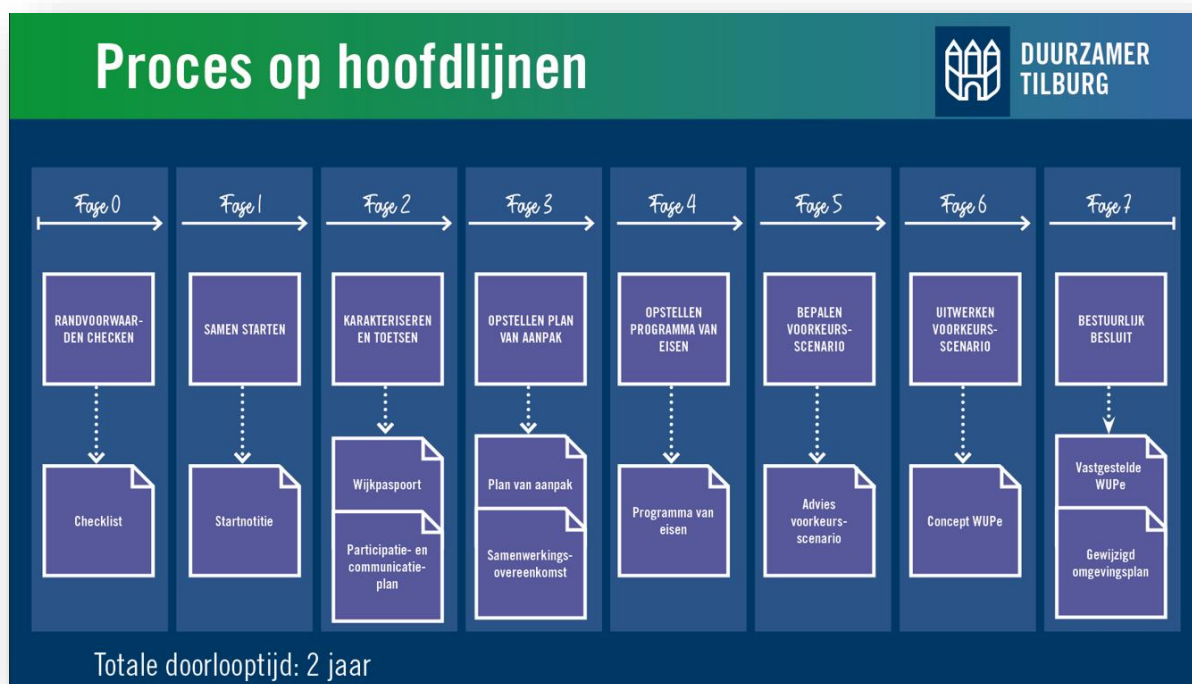 Proces op hoofdlijnen
DUURZAMER
TILBURG
Fase 0
RANDVOORWAAR-
DEN CHECKEN
Checklist
Fase 1
SAMEN STARTEN
Startnotitie
Fase 2
KARAKTERISEREN
EN TOETSEN
Wijkpaspoort
Participatie- en
communicatie-
plan
Fase 3
OPSTELLEN PLAN
VAN AANPAK
Plan van aanpak
Samenwerkings-
overeenkomst
Fase 4
OPSTELLEN
PROGRAMMA VAN
EISEN
Programma van
eisen
Fase 5
BEPALEN
VOORKEURS-
SCENARIO
Advies
voorkeurs-
scenario
Fase 6
UITWERKEN
VOORKEURS-
SCENARIO
Concept WUPe
Fase 7
BESTUURLIJK
BESLUIT
Vastgestelde
WUPe
Gewijzigd
omgevingsplan
Totale doorlooptijd: 2 jaar